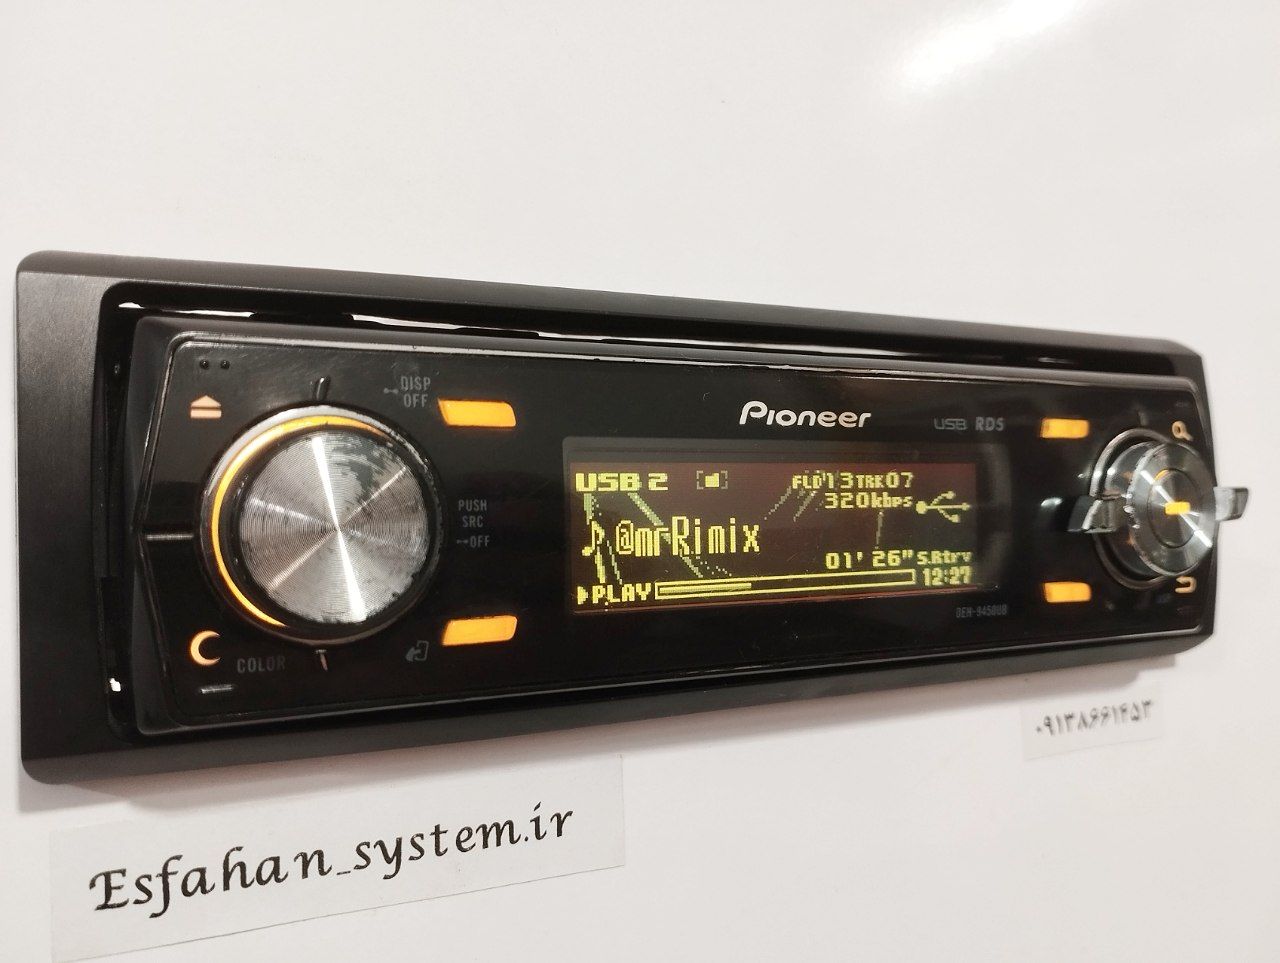 DISP
OFF
Pioneer
USB RDS
PUSH
SRC
OFF
USB 2
FLD13TRK07
320kbps
@mrRimix
01' 26" S.Rtrv
PLAY
12:27
DEH-9450UB
COLOR
۰۹۱۳۸۶۶۱۴۵۳
Esfahan_system.ir